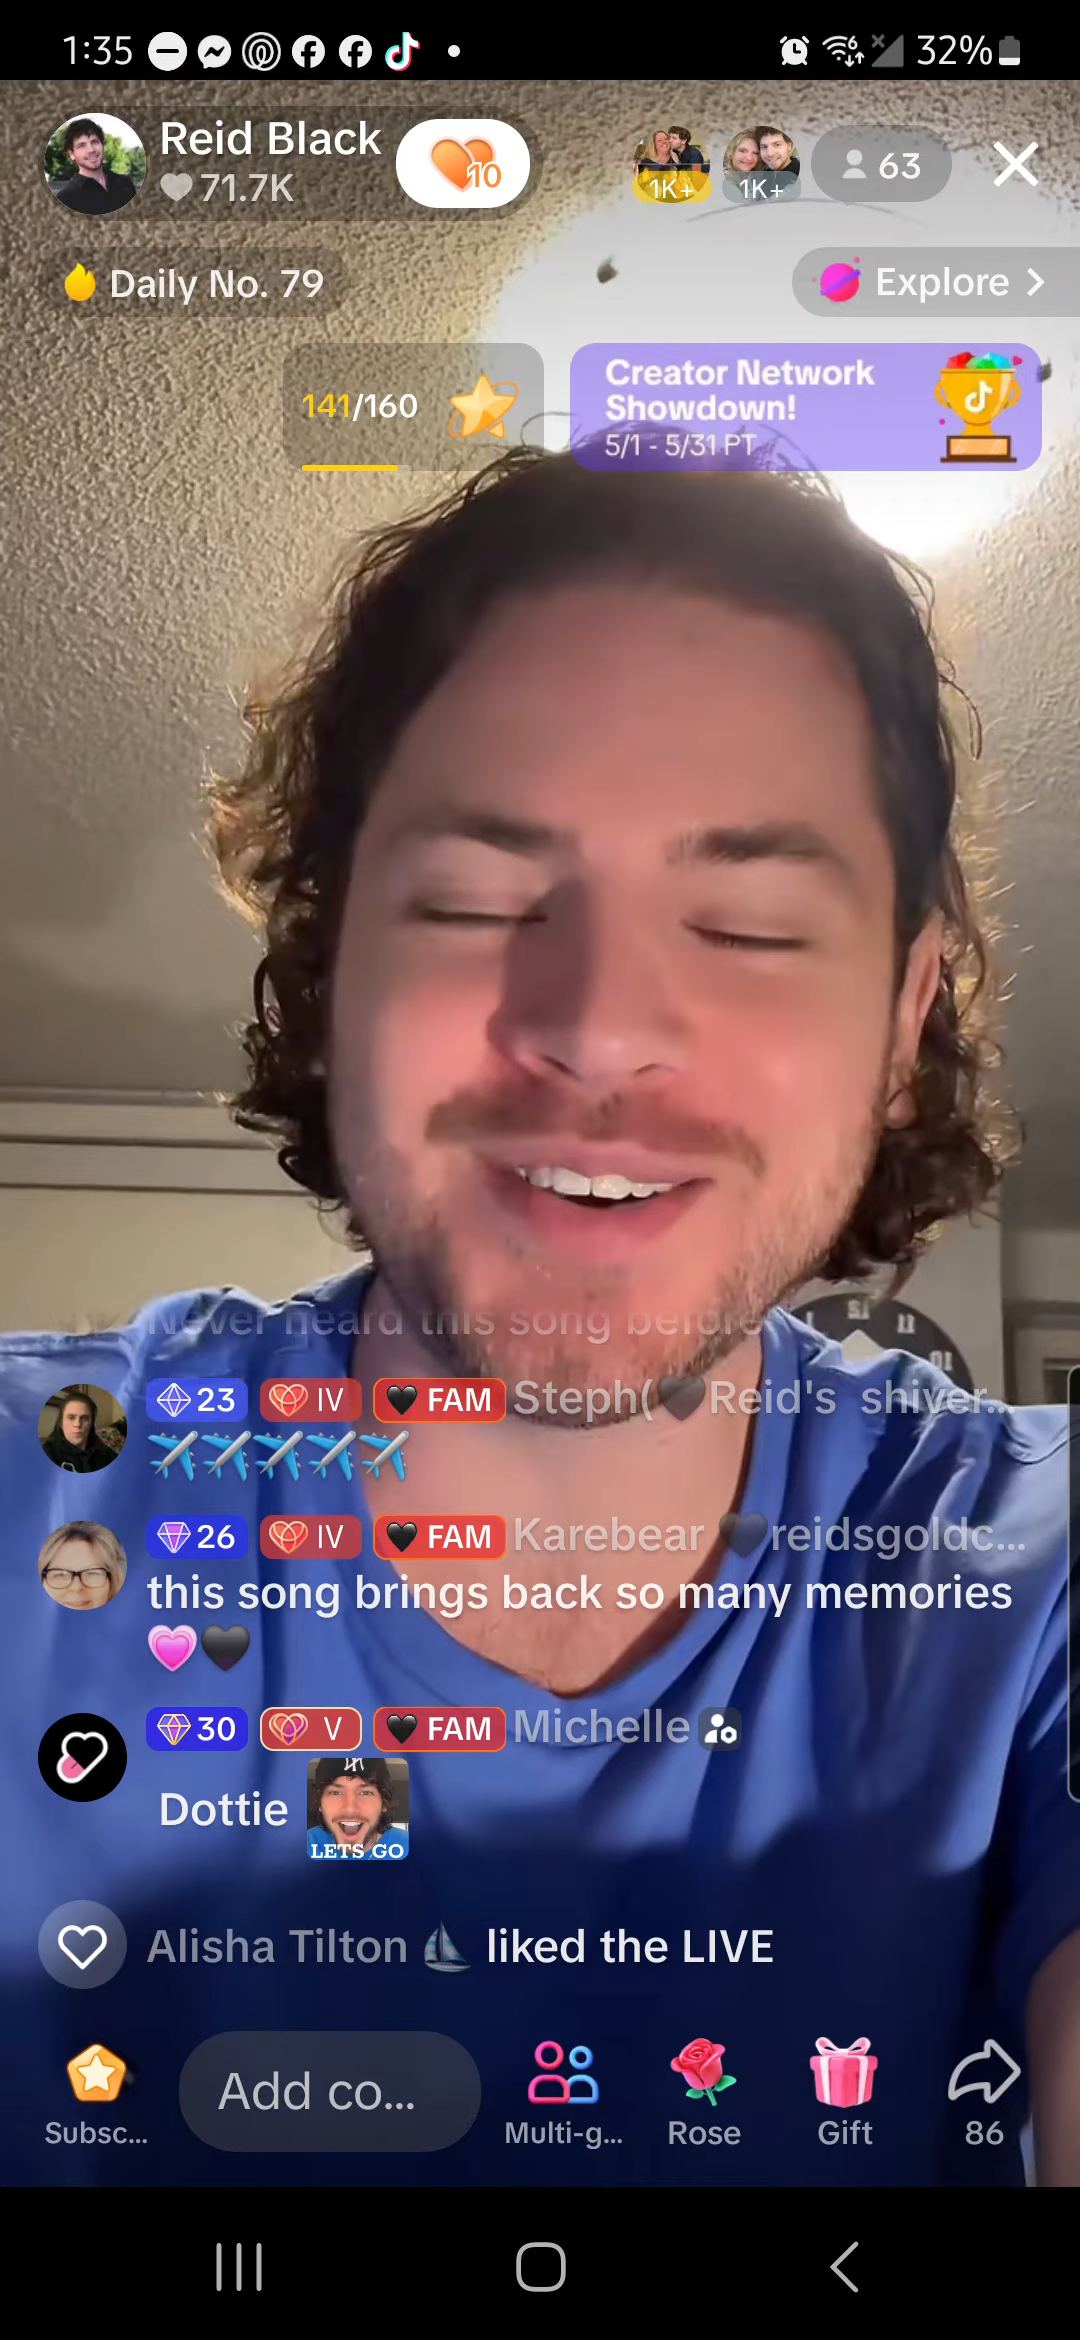 1:35
32%
Reid Black
71.7K
10
1K+
1K+
63
Daily No. 79
Explore
141/160
Creator Network
Showdown!
5/1 - 5/31 PT
Never heard this song before
23 IV 🖤 FAM Steph(🖤Reid's shiver...
✈️✈️✈️✈️✈️
26 IV 🖤 FAM Karebear 🖤reidsgoldc...
this song brings back so many memories
💗🖤
30 V 🖤 FAM Michelle
Dottie
LETS GO
Alisha Tilton ⛵ liked the LIVE
Subsc...
Add co...
Multi-g...
Rose
Gift
86